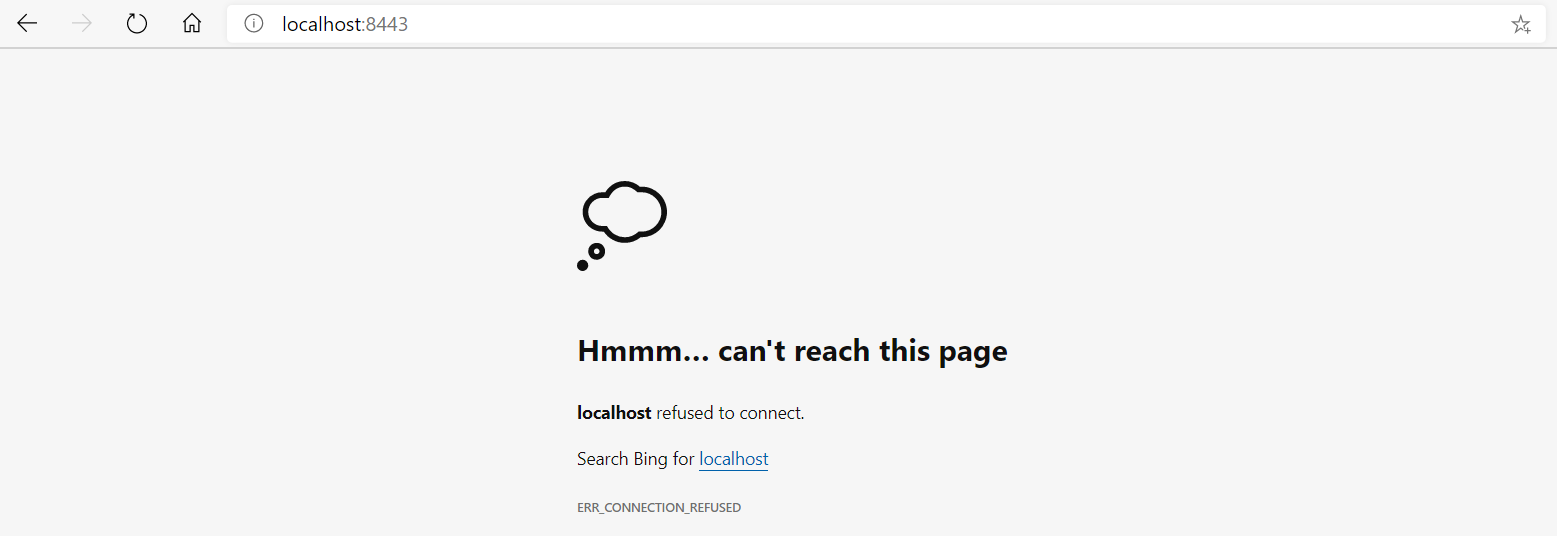 localhost:8443
Hmmm... can't reach this page
localhost refused to connect.
Search Bing for localhost
ERR_CONNECTION_REFUSED